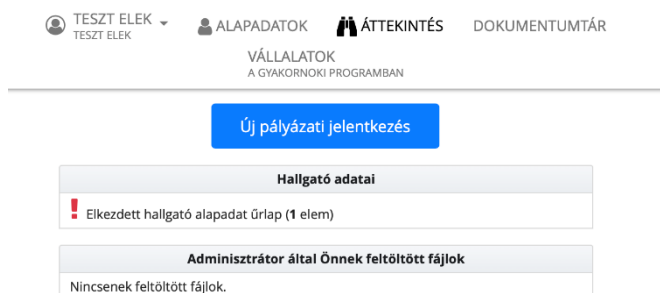 TESZT ELEK
TESZT ELEK
ALAPADATOK
ÁTTEKINTÉS
DOKUMENTUMTÁR
VÁLLALATOK
A GYAKORNOKI PROGRAMBAN
Új pályázati jelentkezés
Hallgató adatai
Elkezdett hallgató alapadat űrlap (1 elem)
Adminisztrátor által Önnek feltöltött fájlok
Nincsenek feltöltött fájlok.